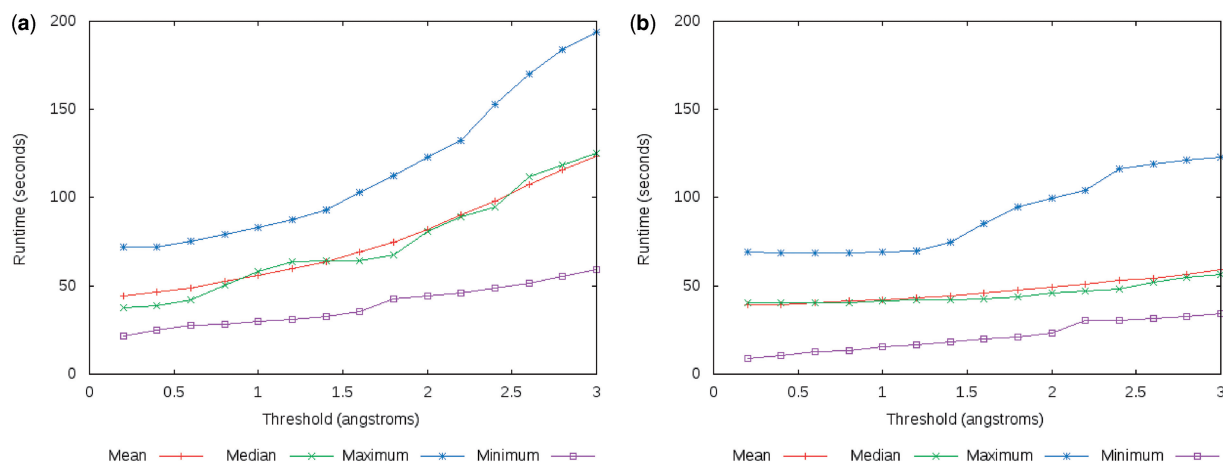 (a)
200
150
100
50
0
Runtime (seconds)
0 0.5 1 1.5 2 2.5 3
Threshold (angstroms)
Mean Median Maximum Minimum
(b)
200
150
100
50
0
Runtime (seconds)
0 0.5 1 1.5 2 2.5 3
Threshold (angstroms)
Mean Median Maximum Minimum